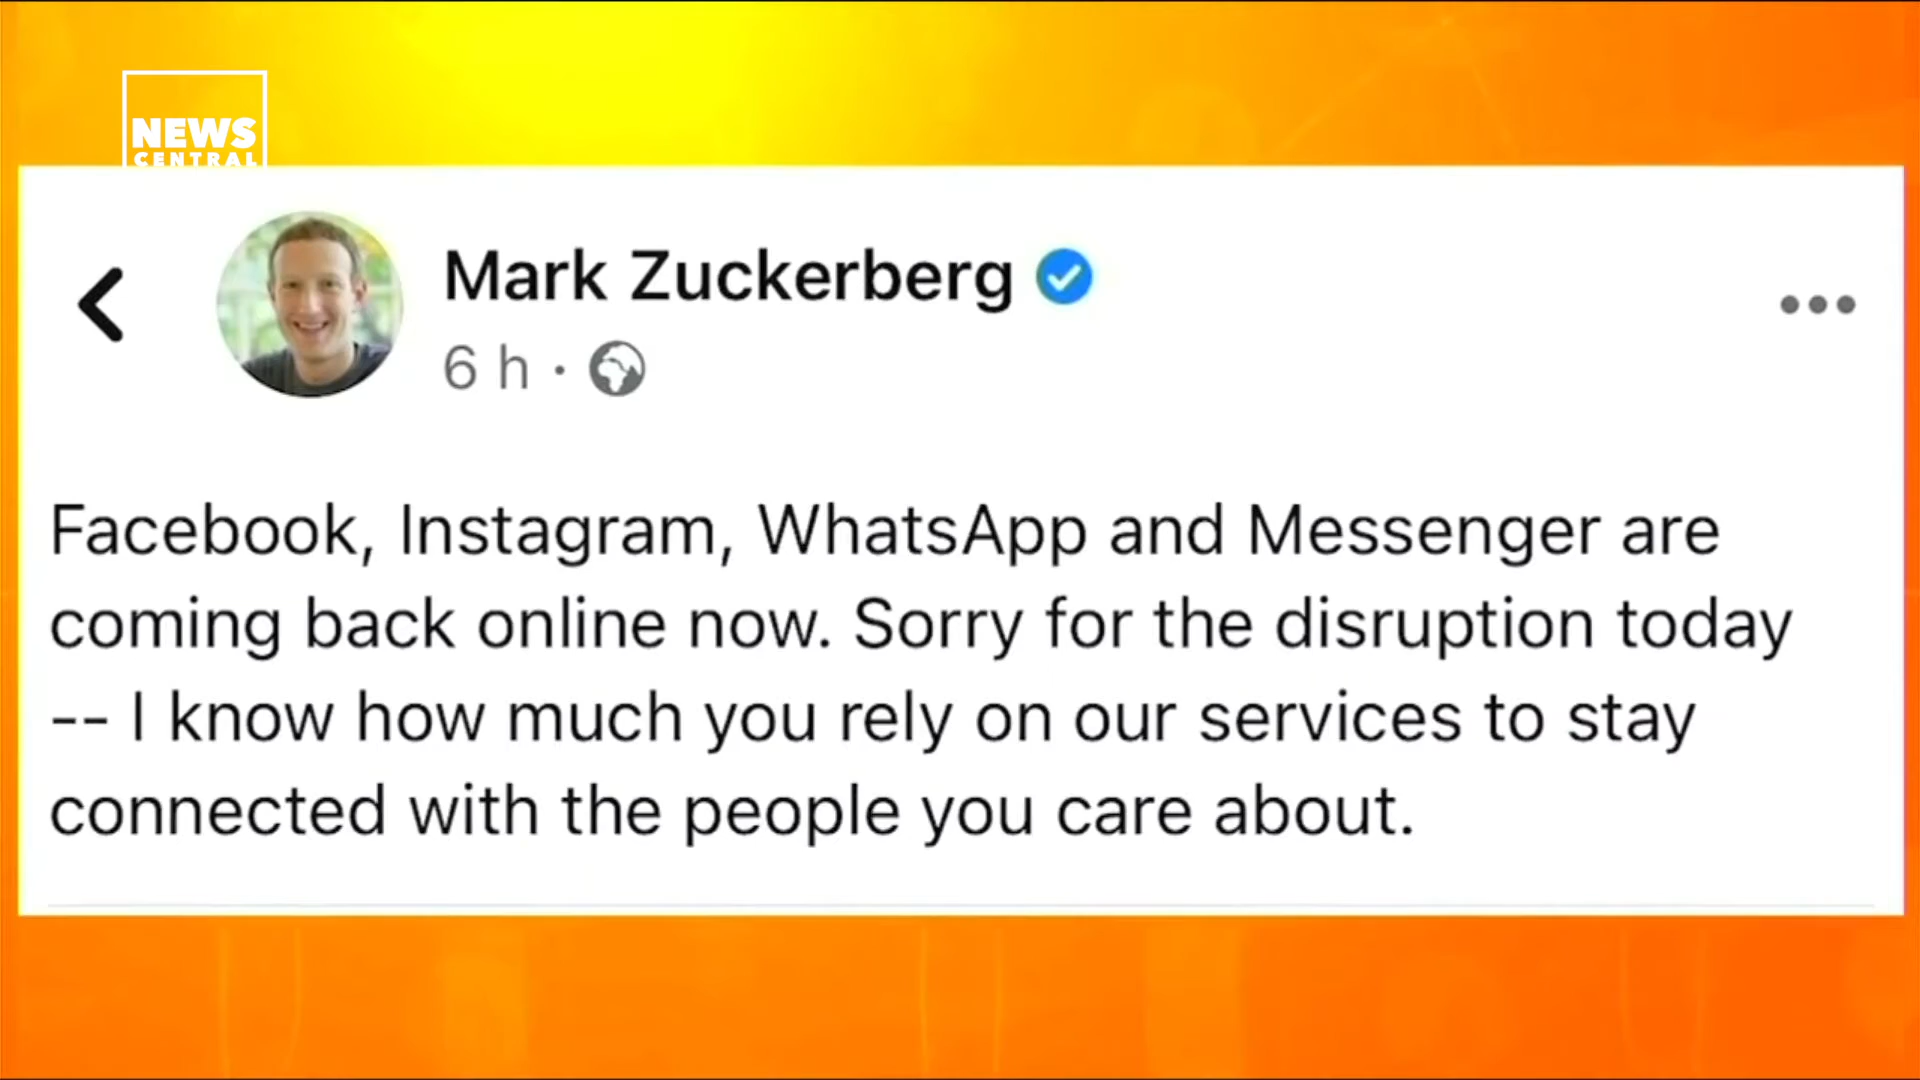 NEWS
CENTRAL
Mark Zuckerberg
6 h ·
Facebook, Instagram, WhatsApp and Messenger are
coming back online now. Sorry for the disruption today
-- I know how much you rely on our services to stay
connected with the people you care about.